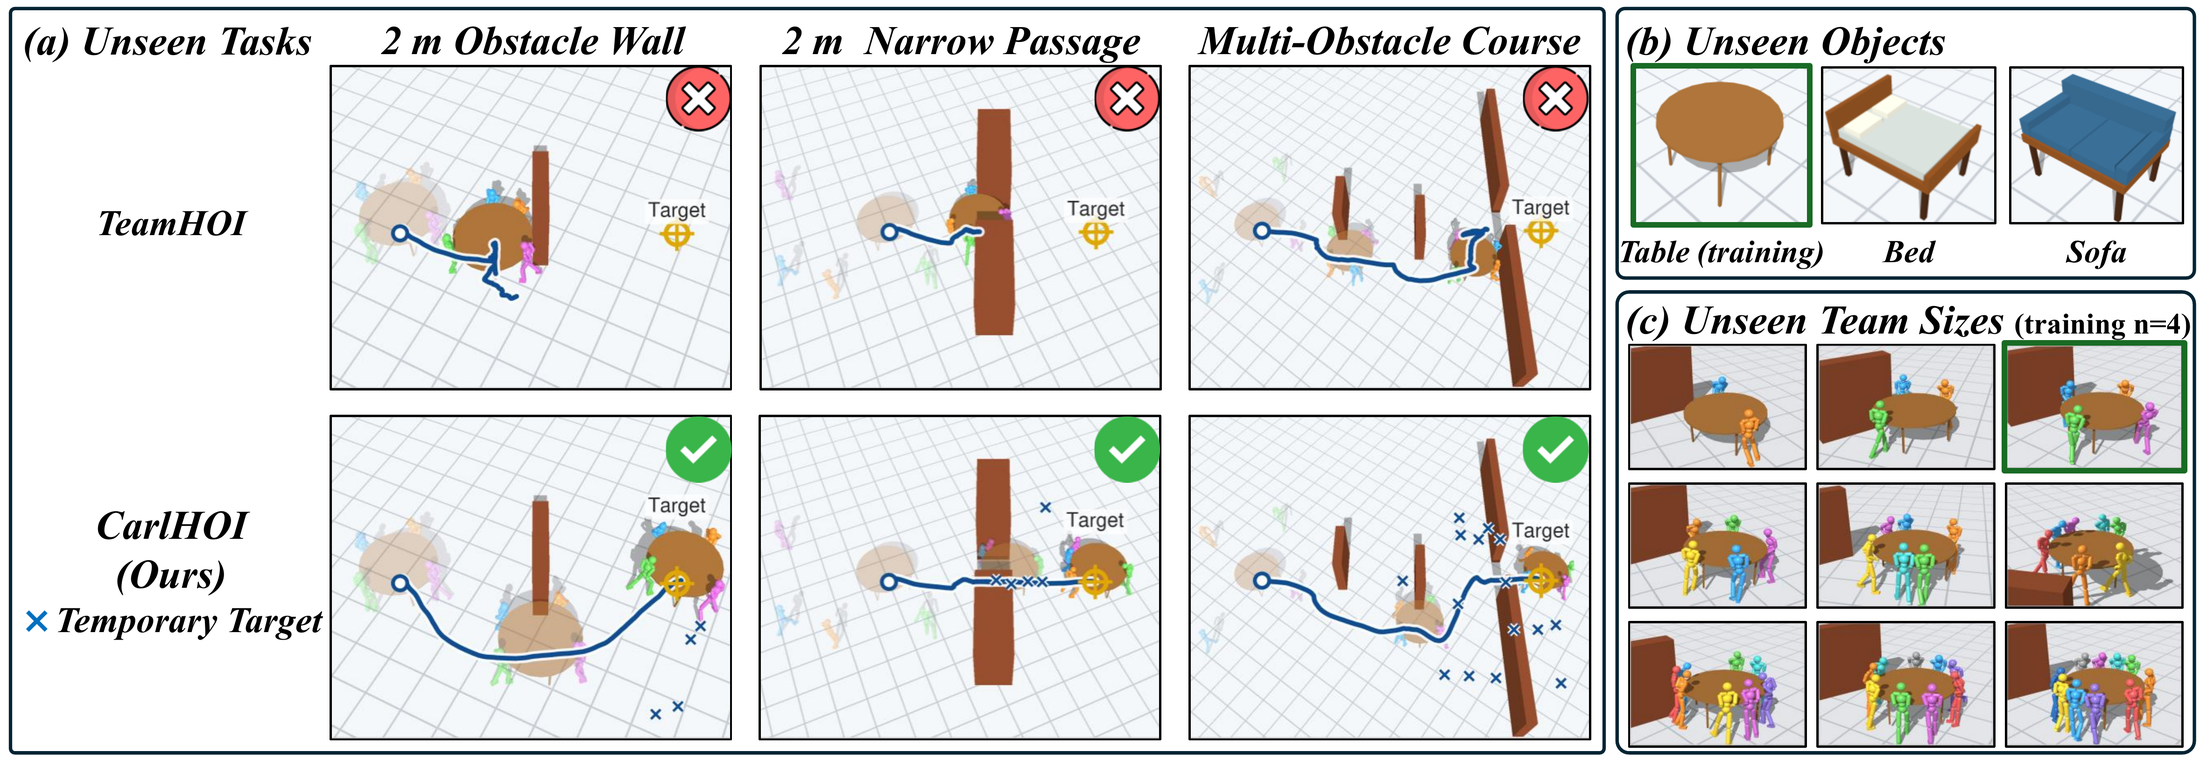 (a) Unseen Tasks
2 m Obstacle Wall
2 m Narrow Passage
Multi-Obstacle Course
TeamHOI
Target
Target
Target
CarlHOI
(Ours)
Temporary Target
Target
Target
Target
(b) Unseen Objects
Table (training)
Bed
Sofa
(c) Unseen Team Sizes (training n=4)